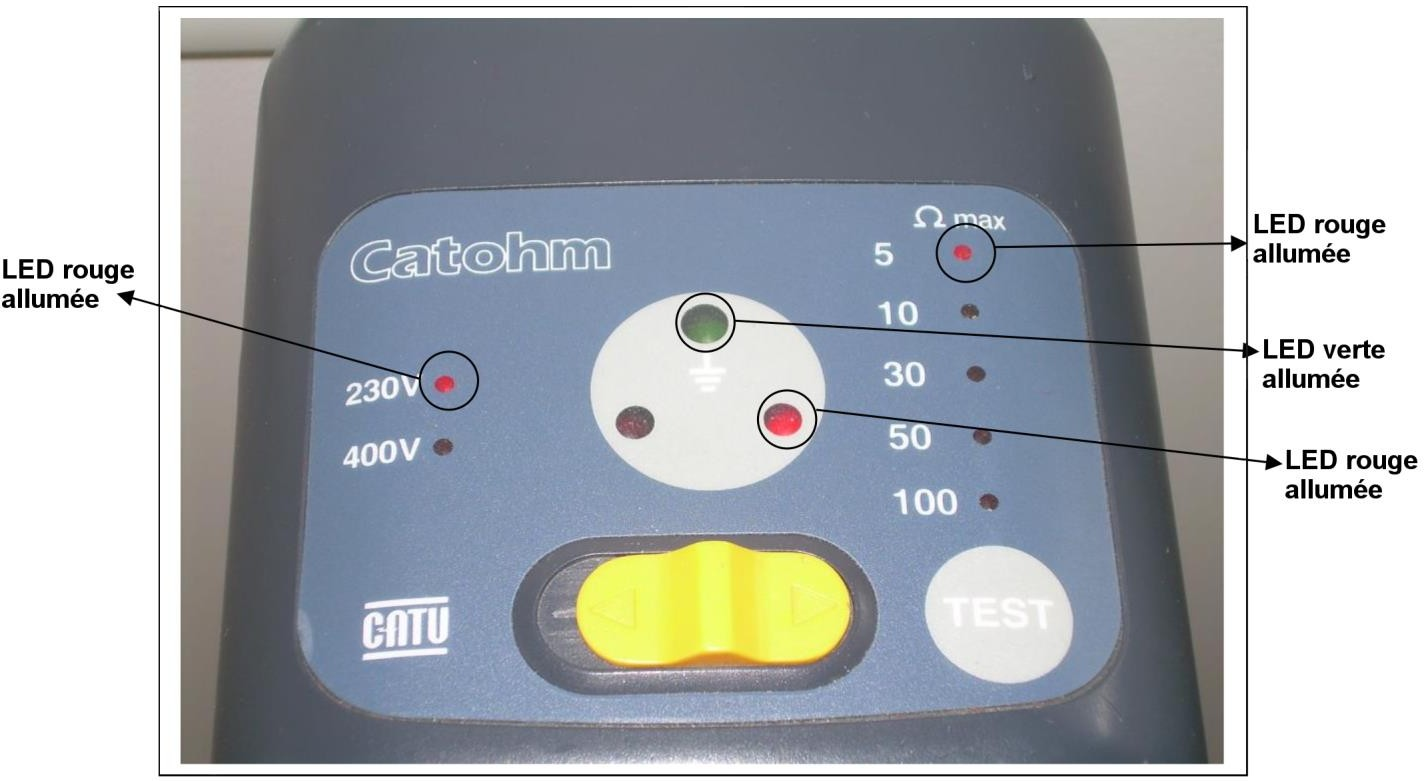 Ω max
LED rouge
allumée
5
Catohm
LED rouge
allumée
10
LED verte
allumée
230V
30
400V
50
LED rouge
allumée
100
CATU
TEST